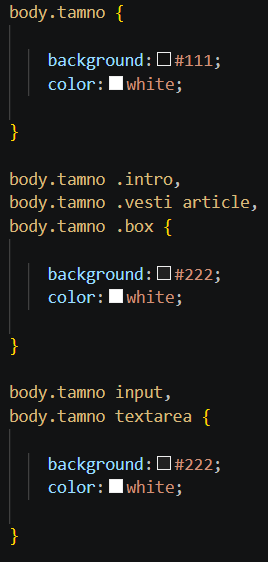 body.tamno {
background:#111;
color:white;
}
body.tamno .intro,
body.tamno .vesti article,
body.tamno .box {
background:#222;
color:white;
}
body.tamno input,
body.tamno textarea {
background:#222;
color:white;
}